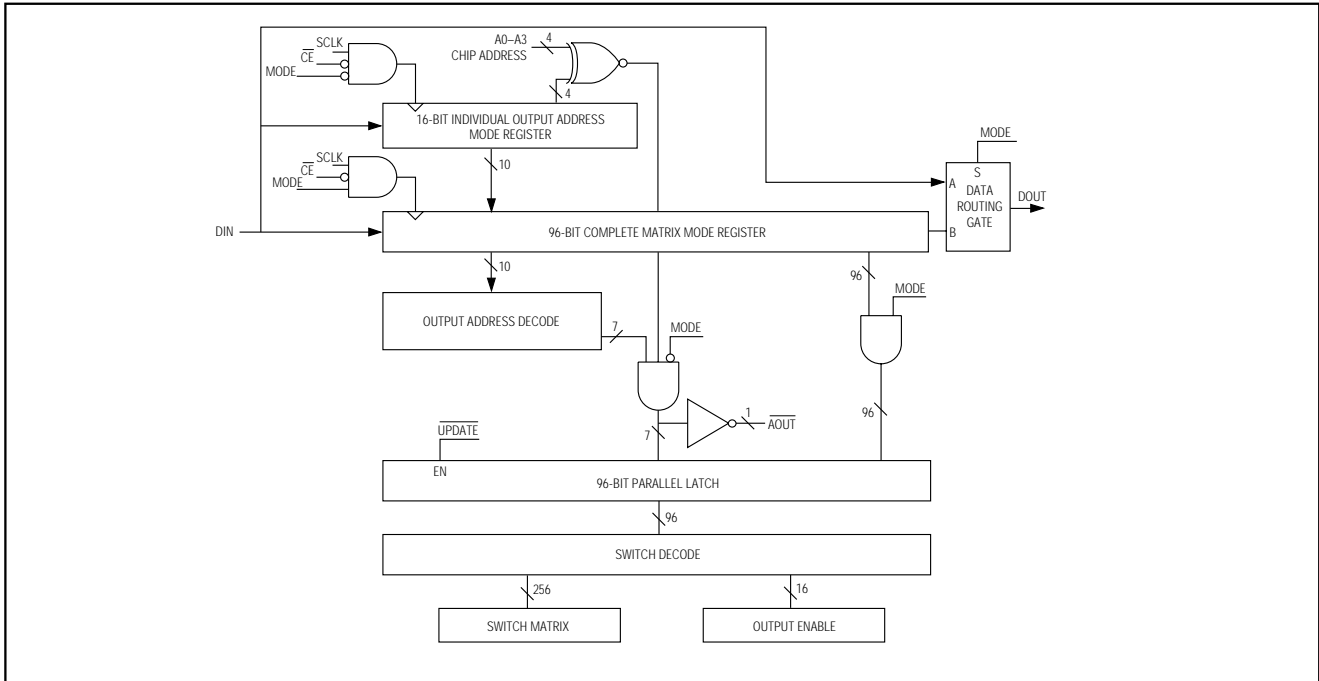 SCLK
CE
MODE
A0–A3
CHIP ADDRESS
4
4
16-BIT INDIVIDUAL OUTPUT ADDRESS
MODE REGISTER
SCLK
CE
MODE
10
MODE
S
A
DATA
ROUTING
GATE
B
DOUT
DIN
96-BIT COMPLETE MATRIX MODE REGISTER
10
96
MODE
OUTPUT ADDRESS DECODE
7
MODE
1
AOUT
7
96
UPDATE
EN
96-BIT PARALLEL LATCH
96
SWITCH DECODE
256
16
SWITCH MATRIX
OUTPUT ENABLE